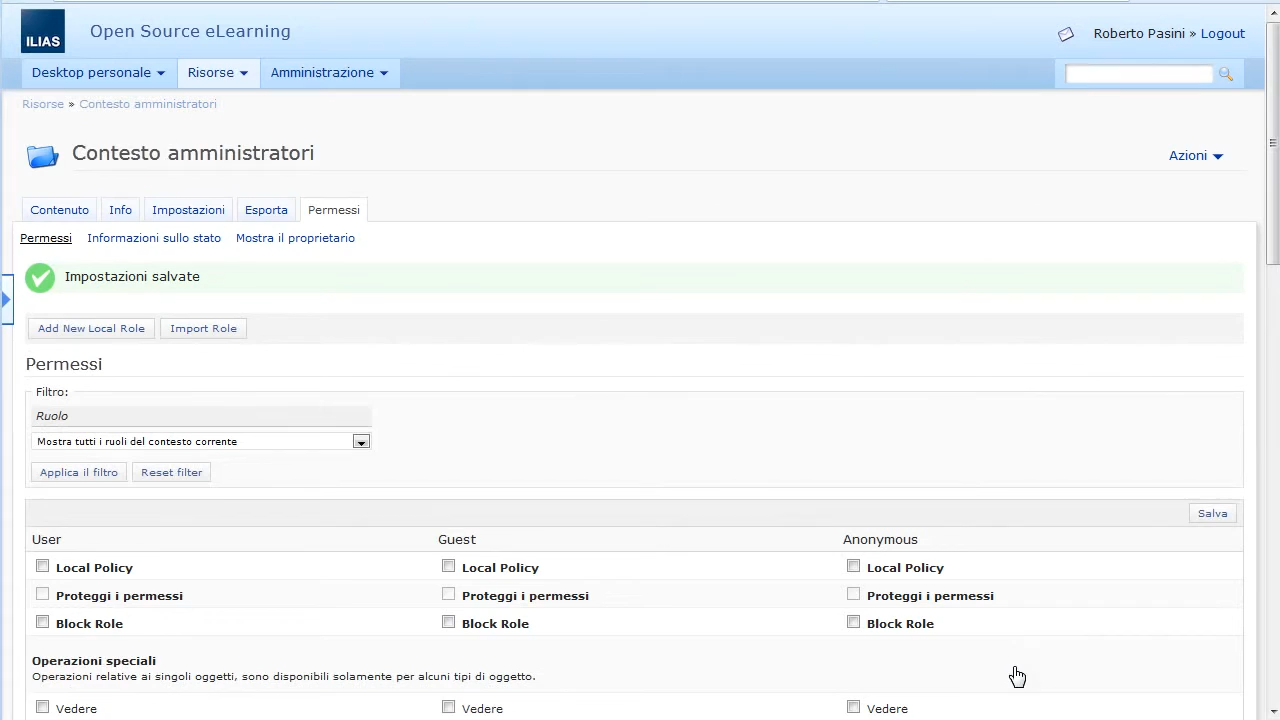 ILIAS
Open Source eLearning
Roberto Pasini » Logout
Desktop personale Risorse Amministrazione
Risorse » Contesto amministratori
Contesto amministratori
Azioni
Contenuto Info Impostazioni Esporta Permessi
Permessi Informazioni sullo stato Mostra il proprietario
Impostazioni salvate
Add New Local Role Import Role
Permessi
Filtro:
Ruolo
Mostra tutti i ruoli del contesto corrente
Applica il filtro Reset filter
Salva
User Guest Anonymous
Local Policy Local Policy Local Policy
Proteggi i permessi Proteggi i permessi Proteggi i permessi
Block Role Block Role Block Role
Operazioni speciali
Operazioni relative ai singoli oggetti, sono disponibili solamente per alcuni tipi di oggetto.
Vedere Vedere Vedere